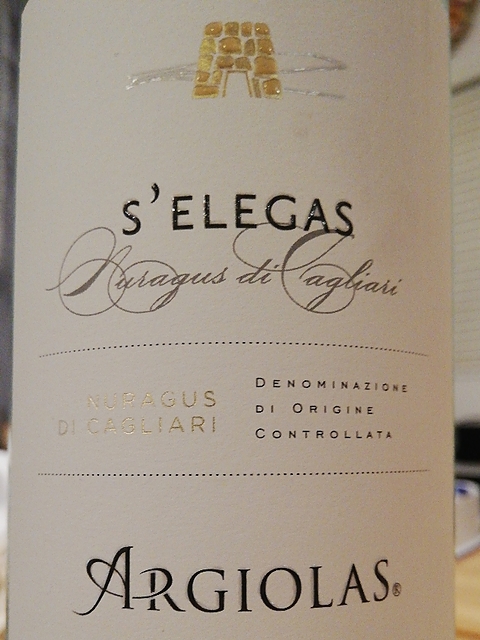 S'ELEGAS
Nuragus di Cagliari
NURAGUS
DI CAGLIARI
DENOMINAZIONE
DI ORIGINE
CONTROLLATA
ARGIOLAS®